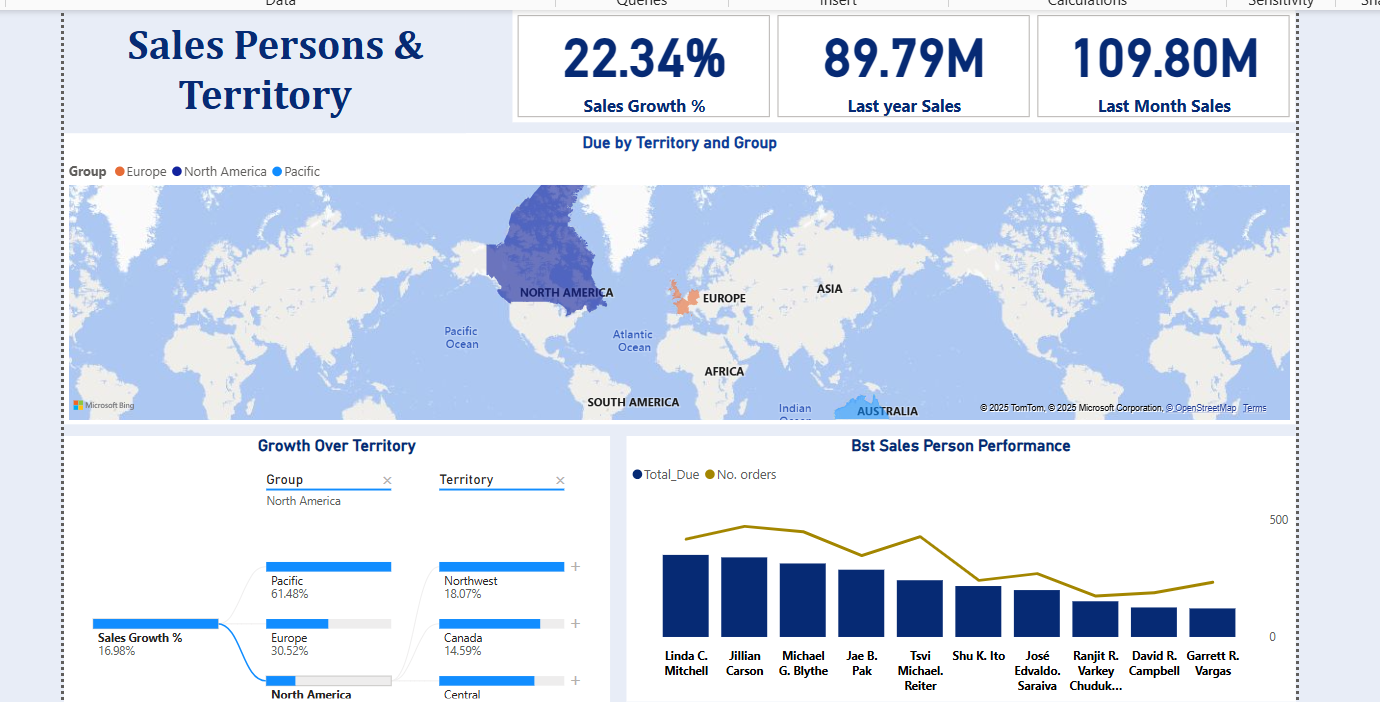 Data Queries Insert Calculations Sensitivity
Sales Persons &
Territory
22.34%
Sales Growth %
89.79M
Last year Sales
109.80M
Last Month Sales
Due by Territory and Group
Group Europe North America Pacific
NORTH AMERICA
EUROPE
ASIA
Pacific
Ocean
Atlantic
Ocean
AFRICA
SOUTH AMERICA
Indian
Ocean
AUSTRALIA
Microsoft Bing
© 2025 TomTom, © 2025 Microsoft Corporation, © OpenStreetMap Terms
Growth Over Territory
Group
North America
Territory
Pacific
61.48%
Northwest
18.07%
Sales Growth %
16.98%
Europe
30.52%
Canada
14.59%
North America
Central
Bst Sales Person Performance
Total_Due No. orders
500
0
Linda C.
Mitchell
Jillian
Carson
Michael
G. Blythe
Jae B.
Pak
Tsvi
Michael.
Reiter
Shu K. Ito
José
Edvaldo.
Saraiva
Ranjit R.
Varkey
Chuduk...
David R.
Campbell
Garrett R.
Vargas